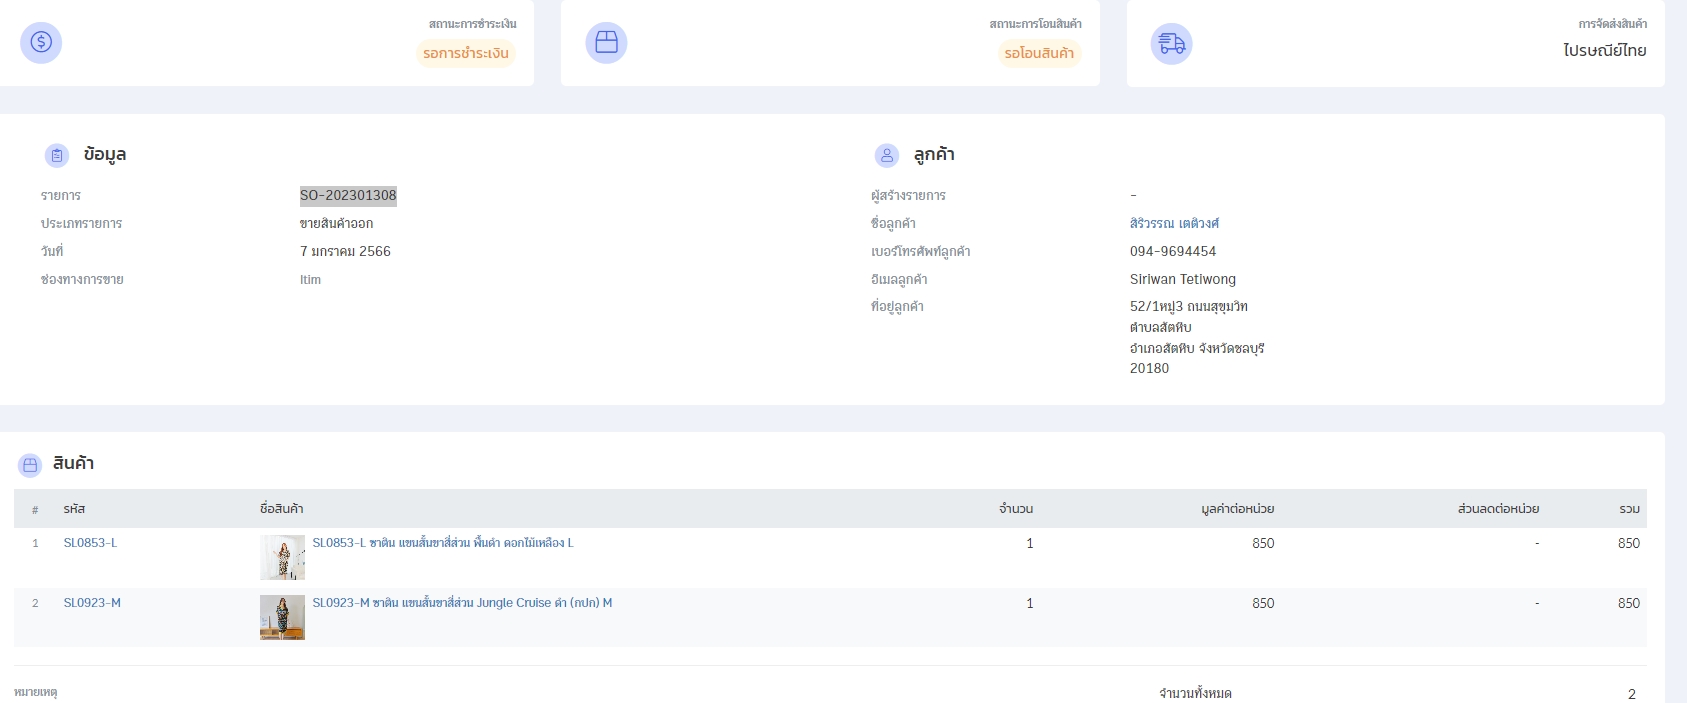 สถานะการชำระเงิน
รอการชำระเงิน
สถานะการโอนสินค้า
รอโอนสินค้า
การจัดส่งสินค้า
ไปรษณีย์ไทย
ข้อมูล
รายการ SO-202301308
ประเภทรายการ ขายสินค้าออก
วันที่ 7 มกราคม 2566
ช่องทางการขาย Itim
ลูกค้า
ผู้สร้างรายการ -
ชื่อลูกค้า สิริวรรณ เตติวงศ์
เบอร์โทรศัพท์ลูกค้า 094-9694454
อีเมลลูกค้า Siriwan Tetiwong
ที่อยู่ลูกค้า 52/1หมู่3 ถนนสุขุมวิท
ตำบลสัตหีบ
อำเภอสัตหีบ จังหวัดชลบุรี
20180
สินค้า
# รหัส ชื่อสินค้า จำนวน มูลค่าต่อหน่วย ส่วนลดต่อหน่วย รวม
1 SL0853-L SL0853-L ซาติน แขนสั้นขาสี่ส่วน พื้นดำ ดอกไม้เหลือง L 1 850 - 850
2 SL0923-M SL0923-M ซาติน แขนสั้นขาสี่ส่วน Jungle Cruise ดำ (กปก) M 1 850 - 850
หมายเหตุ จำนวนทั้งหมด 2